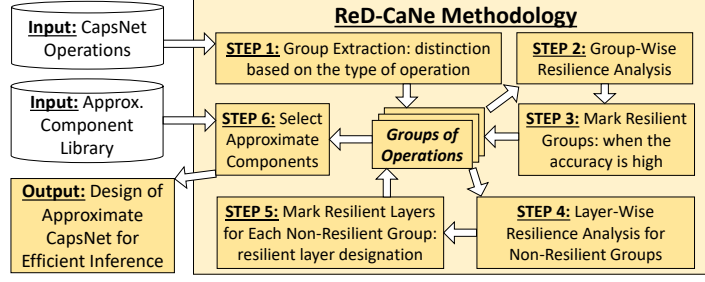 ReD-CaNe Methodology
Input: CapsNet
Operations
STEP 1: Group Extraction: distinction
based on the type of operation
STEP 2: Group-Wise
Resilience Analysis
Input: Approx.
Component
Library
STEP 6: Select
Approximate
Components
Groups of
Operations
STEP 3: Mark Resilient
Groups: when the
accuracy is high
Output: Design of
Approximate
CapsNet for
Efficient Inference
STEP 5: Mark Resilient Layers
for Each Non-Resilient Group:
resilient layer designation
STEP 4: Layer-Wise
Resilience Analysis for
Non-Resilient Groups